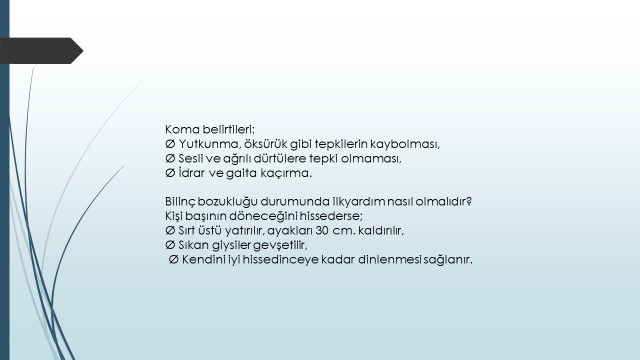 Koma belirtileri:
Ø Yutkunma, öksürük gibi tepkilerin kaybolması,
Ø Sesli ve ağrılı dürtülere tepki olmaması,
Ø İdrar ve gaita kaçırma.
Bilinç bozukluğu durumunda ilkyardım nasıl olmalıdır?
Kişi başının döneceğini hissederse;
Ø Sırt üstü yatırılır, ayakları 30 cm. kaldırılır,
Ø Sıkan giysiler gevşetilir,
Ø Kendini iyi hissedinceye kadar dinlenmesi sağlanır.